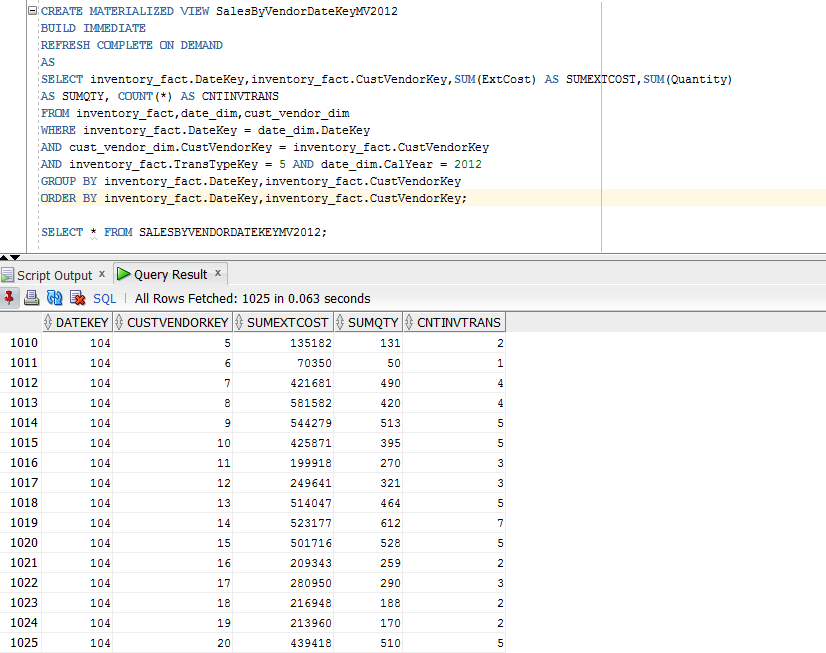 CREATE MATERIALIZED VIEW SalesByVendorDateKeyMV2012
BUILD IMMEDIATE
REFRESH COMPLETE ON DEMAND
AS
SELECT inventory_fact.DateKey,inventory_fact.CustVendorKey,SUM(ExtCost) AS SUMEXTCOST,SUM(Quantity)
AS SUMQTY, COUNT(*) AS CNTINVTRANS
FROM inventory_fact,date_dim,cust_vendor_dim
WHERE inventory_fact.DateKey = date_dim.DateKey
AND cust_vendor_dim.CustVendorKey = inventory_fact.CustVendorKey
AND inventory_fact.TransTypeKey = 5 AND date_dim.CalYear = 2012
GROUP BY inventory_fact.DateKey,inventory_fact.CustVendorKey
ORDER BY inventory_fact.DateKey,inventory_fact.CustVendorKey;
SELECT * FROM SALESBYVENDORDATEKEYMV2012;
Script Output x Query Result x
SQL | All Rows Fetched: 1025 in 0.063 seconds
DATEKEY CUSTVENDORKEY SUMEXTCOST SUMQTY CNTINVTRANS
1010 104 5 135182 131 2
1011 104 6 70350 50 1
1012 104 7 421681 490 4
1013 104 8 581582 420 4
1014 104 9 544279 513 5
1015 104 10 425871 395 5
1016 104 11 199918 270 3
1017 104 12 249641 321 3
1018 104 13 514047 464 5
1019 104 14 523177 612 7
1020 104 15 501716 528 5
1021 104 16 209343 259 2
1022 104 17 280950 290 3
1023 104 18 216948 188 2
1024 104 19 213960 170 2
1025 104 20 439418 510 5